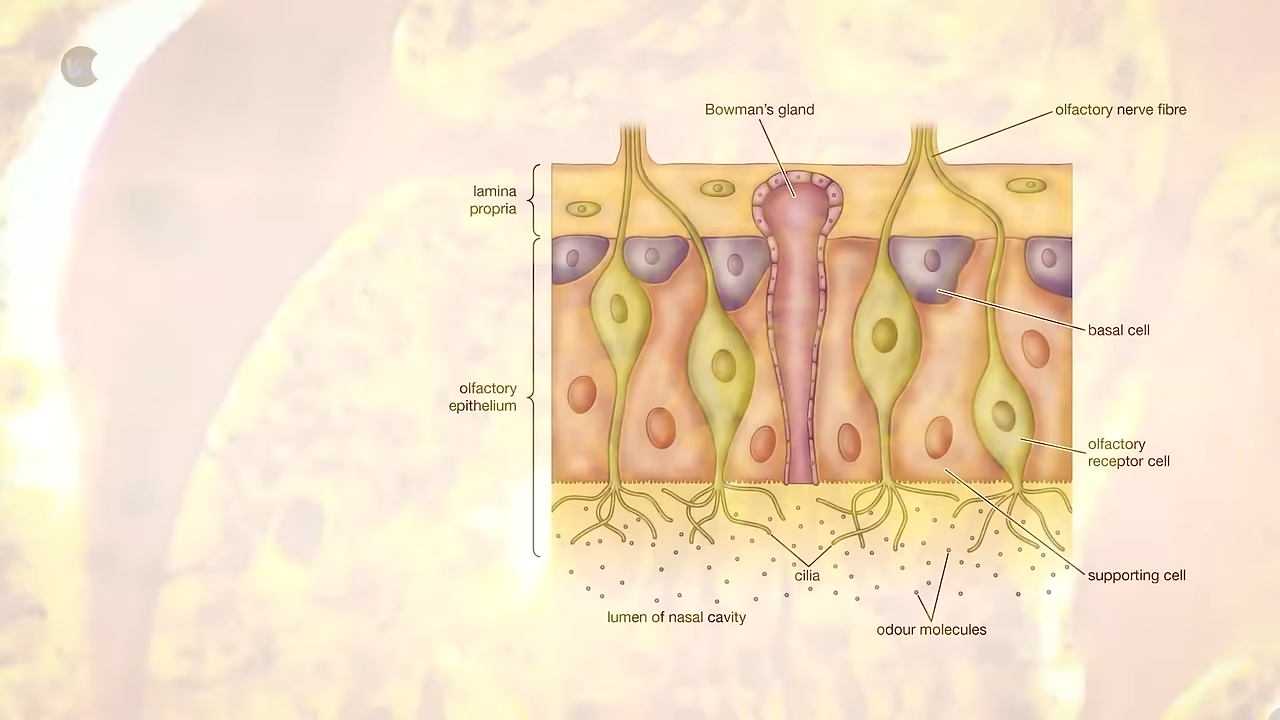 Bowman's gland
olfactory nerve fibre
lamina
propria
basal cell
olfactory
epithelium
olfactory
receptor cell
cilia
supporting cell
lumen of nasal cavity
odour molecules